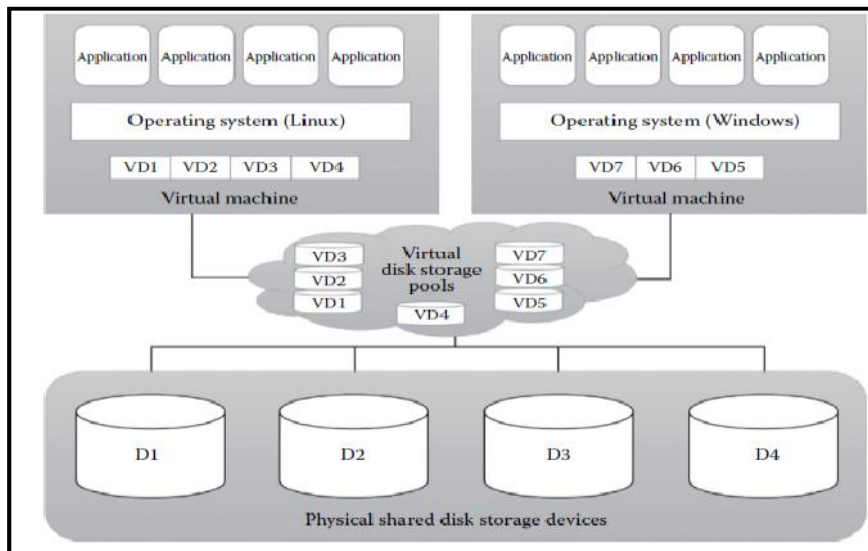 Application Application Application Application
Operating system (Linux)
VD1 VD2 VD3 VD4
Virtual machine
Application Application Application Application
Operating system (Windows)
VD7 VD6 VD5
Virtual machine
VD3
VD2
VD1
Virtual
disk storage
pools
VD4
VD7
VD6
VD5
D1 D2 D3 D4
Physical shared disk storage devices